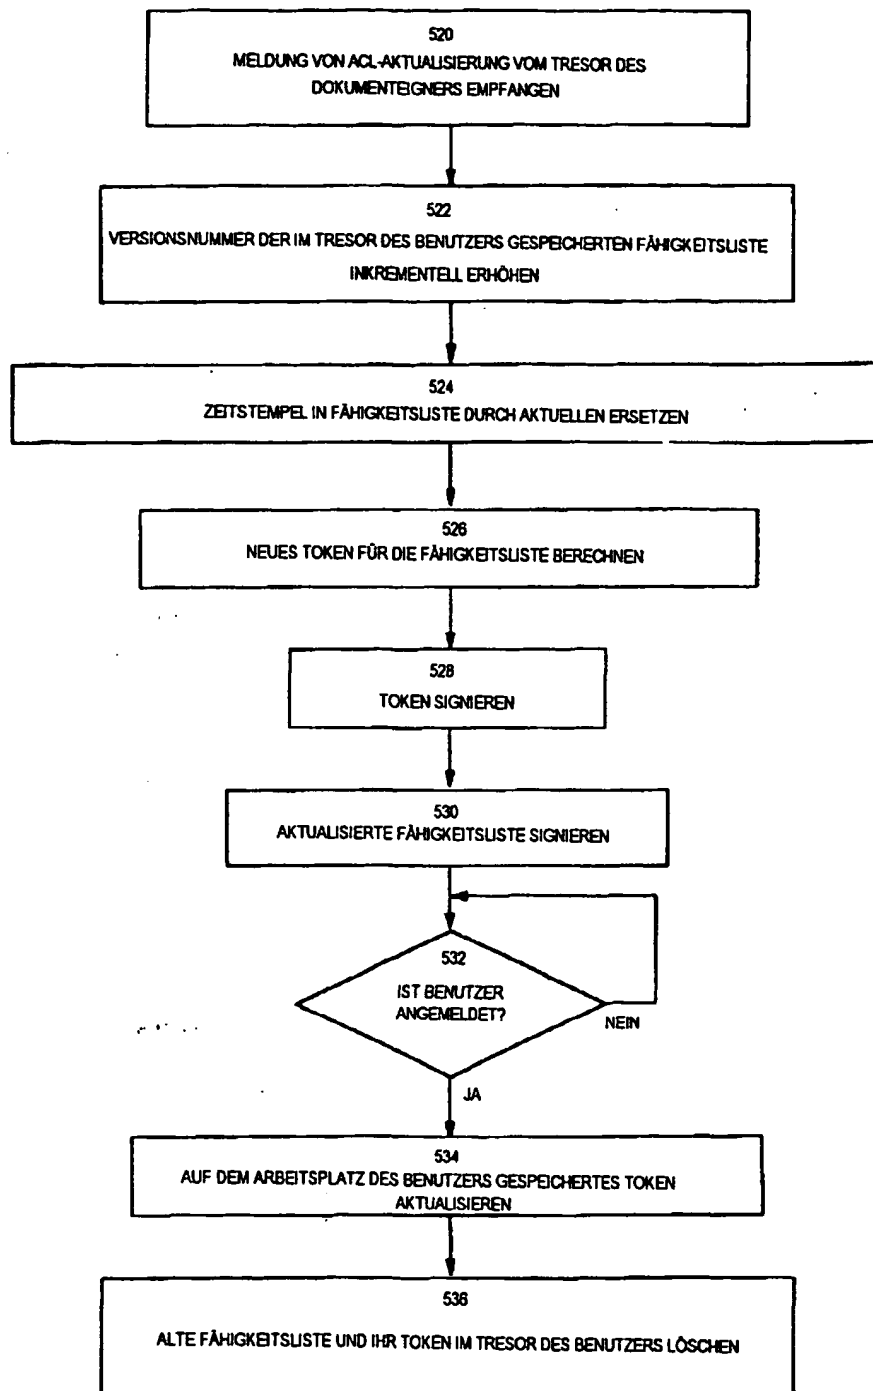 520
MELDUNG VON ACL-AKTUALISIERUNG VOM TRESOR DES
DOKUMENTEIGNERS EMPFANGEN
522
VERSIONSNUMMER DER IM TRESOR DES BENUTZERS GESPEICHERTEN FÄHIGKEITSLISTE
INKREMENTELL ERHÖHEN
524
ZEITSTEMPEL IN FÄHIGKEITSLISTE DURCH AKTUELLEN ERSETZEN
526
NEUES TOKEN FÜR DIE FÄHIGKEITSLISTE BERECHNEN
528
TOKEN SIGNIEREN
530
AKTUALISIERTE FÄHIGKEITSLISTE SIGNIEREN
532
IST BENUTZER
ANGEMELDET?
NEIN
JA
534
AUF DEM ARBEITSPLATZ DES BENUTZERS GESPEICHERTES TOKEN
AKTUALISIEREN
536
ALTE FÄHIGKEITSLISTE UND IHR TOKEN IM TRESOR DES BENUTZERS LÖSCHEN